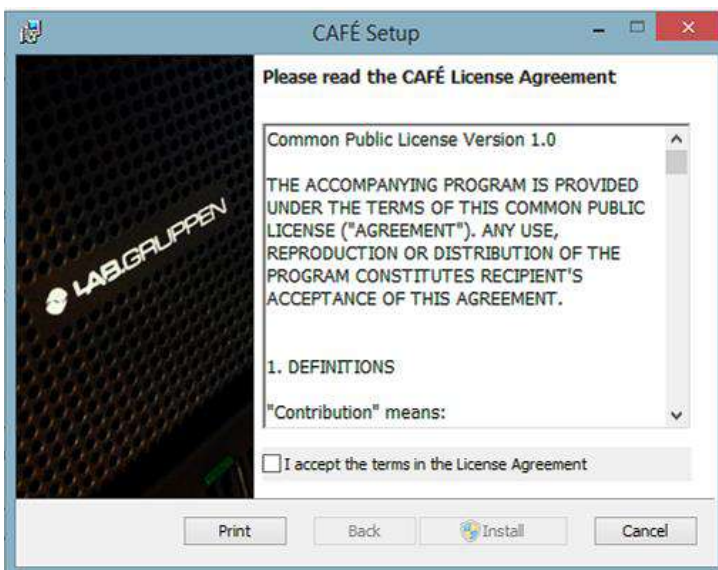 CAFÉ Setup
Please read the CAFÉ License Agreement
Common Public License Version 1.0
THE ACCOMPANYING PROGRAM IS PROVIDED
UNDER THE TERMS OF THIS COMMON PUBLIC
LICENSE ("AGREEMENT"). ANY USE,
REPRODUCTION OR DISTRIBUTION OF THE
PROGRAM CONSTITUTES RECIPIENT'S
ACCEPTANCE OF THIS AGREEMENT.
1. DEFINITIONS
"Contribution" means:
LAB.GRUPPEN
I accept the terms in the License Agreement
Print
Back
Install
Cancel